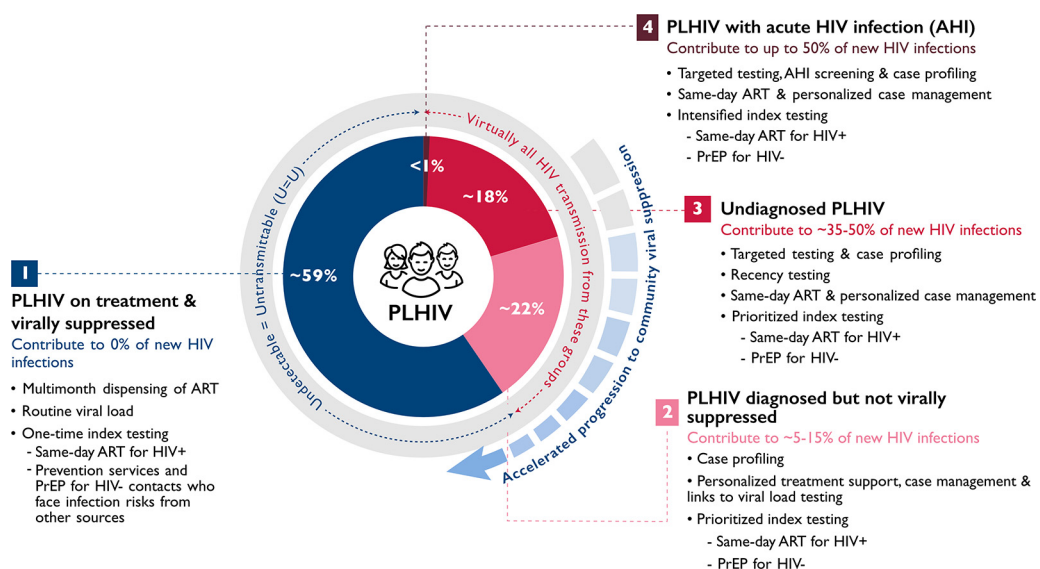 4
PLHIV with acute HIV infection (AHI)
Contribute to up to 50% of new HIV infections
• Targeted testing, AHI screening & case profiling
• Same-day ART & personalized case management
• Intensified index testing
- Same-day ART for HIV+
- PrEP for HIV-
3
Undiagnosed PLHIV
Contribute to ~35-50% of new HIV infections
• Targeted testing & case profiling
• Recency testing
• Same-day ART & personalized case management
• Prioritized index testing
- Same-day ART for HIV+
- PrEP for HIV-
2
PLHIV diagnosed but not virally
suppressed
Contribute to ~5-15% of new HIV infections
• Case profiling
• Personalized treatment support, case management &
links to viral load testing
• Prioritized index testing
- Same-day ART for HIV+
- PrEP for HIV-
1
PLHIV on treatment &
virally suppressed
Contribute to 0% of new HIV
infections
• Multimonth dispensing of ART
• Routine viral load
• One-time index testing
- Same-day ART for HIV+
- Prevention services and
PrEP for HIV- contacts who
face infection risks from
other sources
Undetectable = Untransmittable (U=U)
Virtually all HIV transmission from these groups
Accelerated progression to community viral suppression
<1%
~18%
~22%
~59%
PLHIV